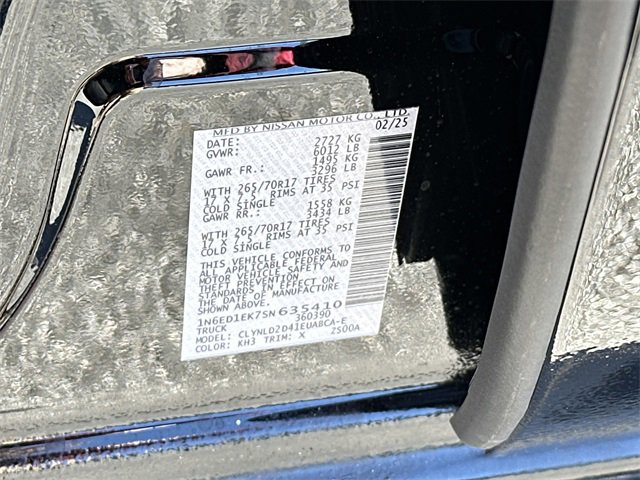 MFD BY NISSAN MOTOR CO., LTD.
DATE: 02/25
GVWR: 2727 KG
6012 LB
GAWR FR.: 1495 KG
3296 LB
WITH 265/70R17 TIRES
17 X 7.5 RIMS AT 35 PSI
COLD SINGLE
GAWR RR.: 1558 KG
3434 LB
WITH 265/70R17 TIRES
17 X 7.5 RIMS AT 35 PSI
COLD SINGLE
THIS VEHICLE CONFORMS TO
ALL APPLICABLE FEDERAL
MOTOR VEHICLE SAFETY AND
THEFT PREVENTION
STANDARDS IN EFFECT ON
THE DATE OF MANUFACTURE
SHOWN ABOVE.
1N6ED1EK7SN635410
TRUCK 360390
MODEL: CLYNLD2D41EUABCA-E
COLOR: KH3 TRIM: X 2S00A